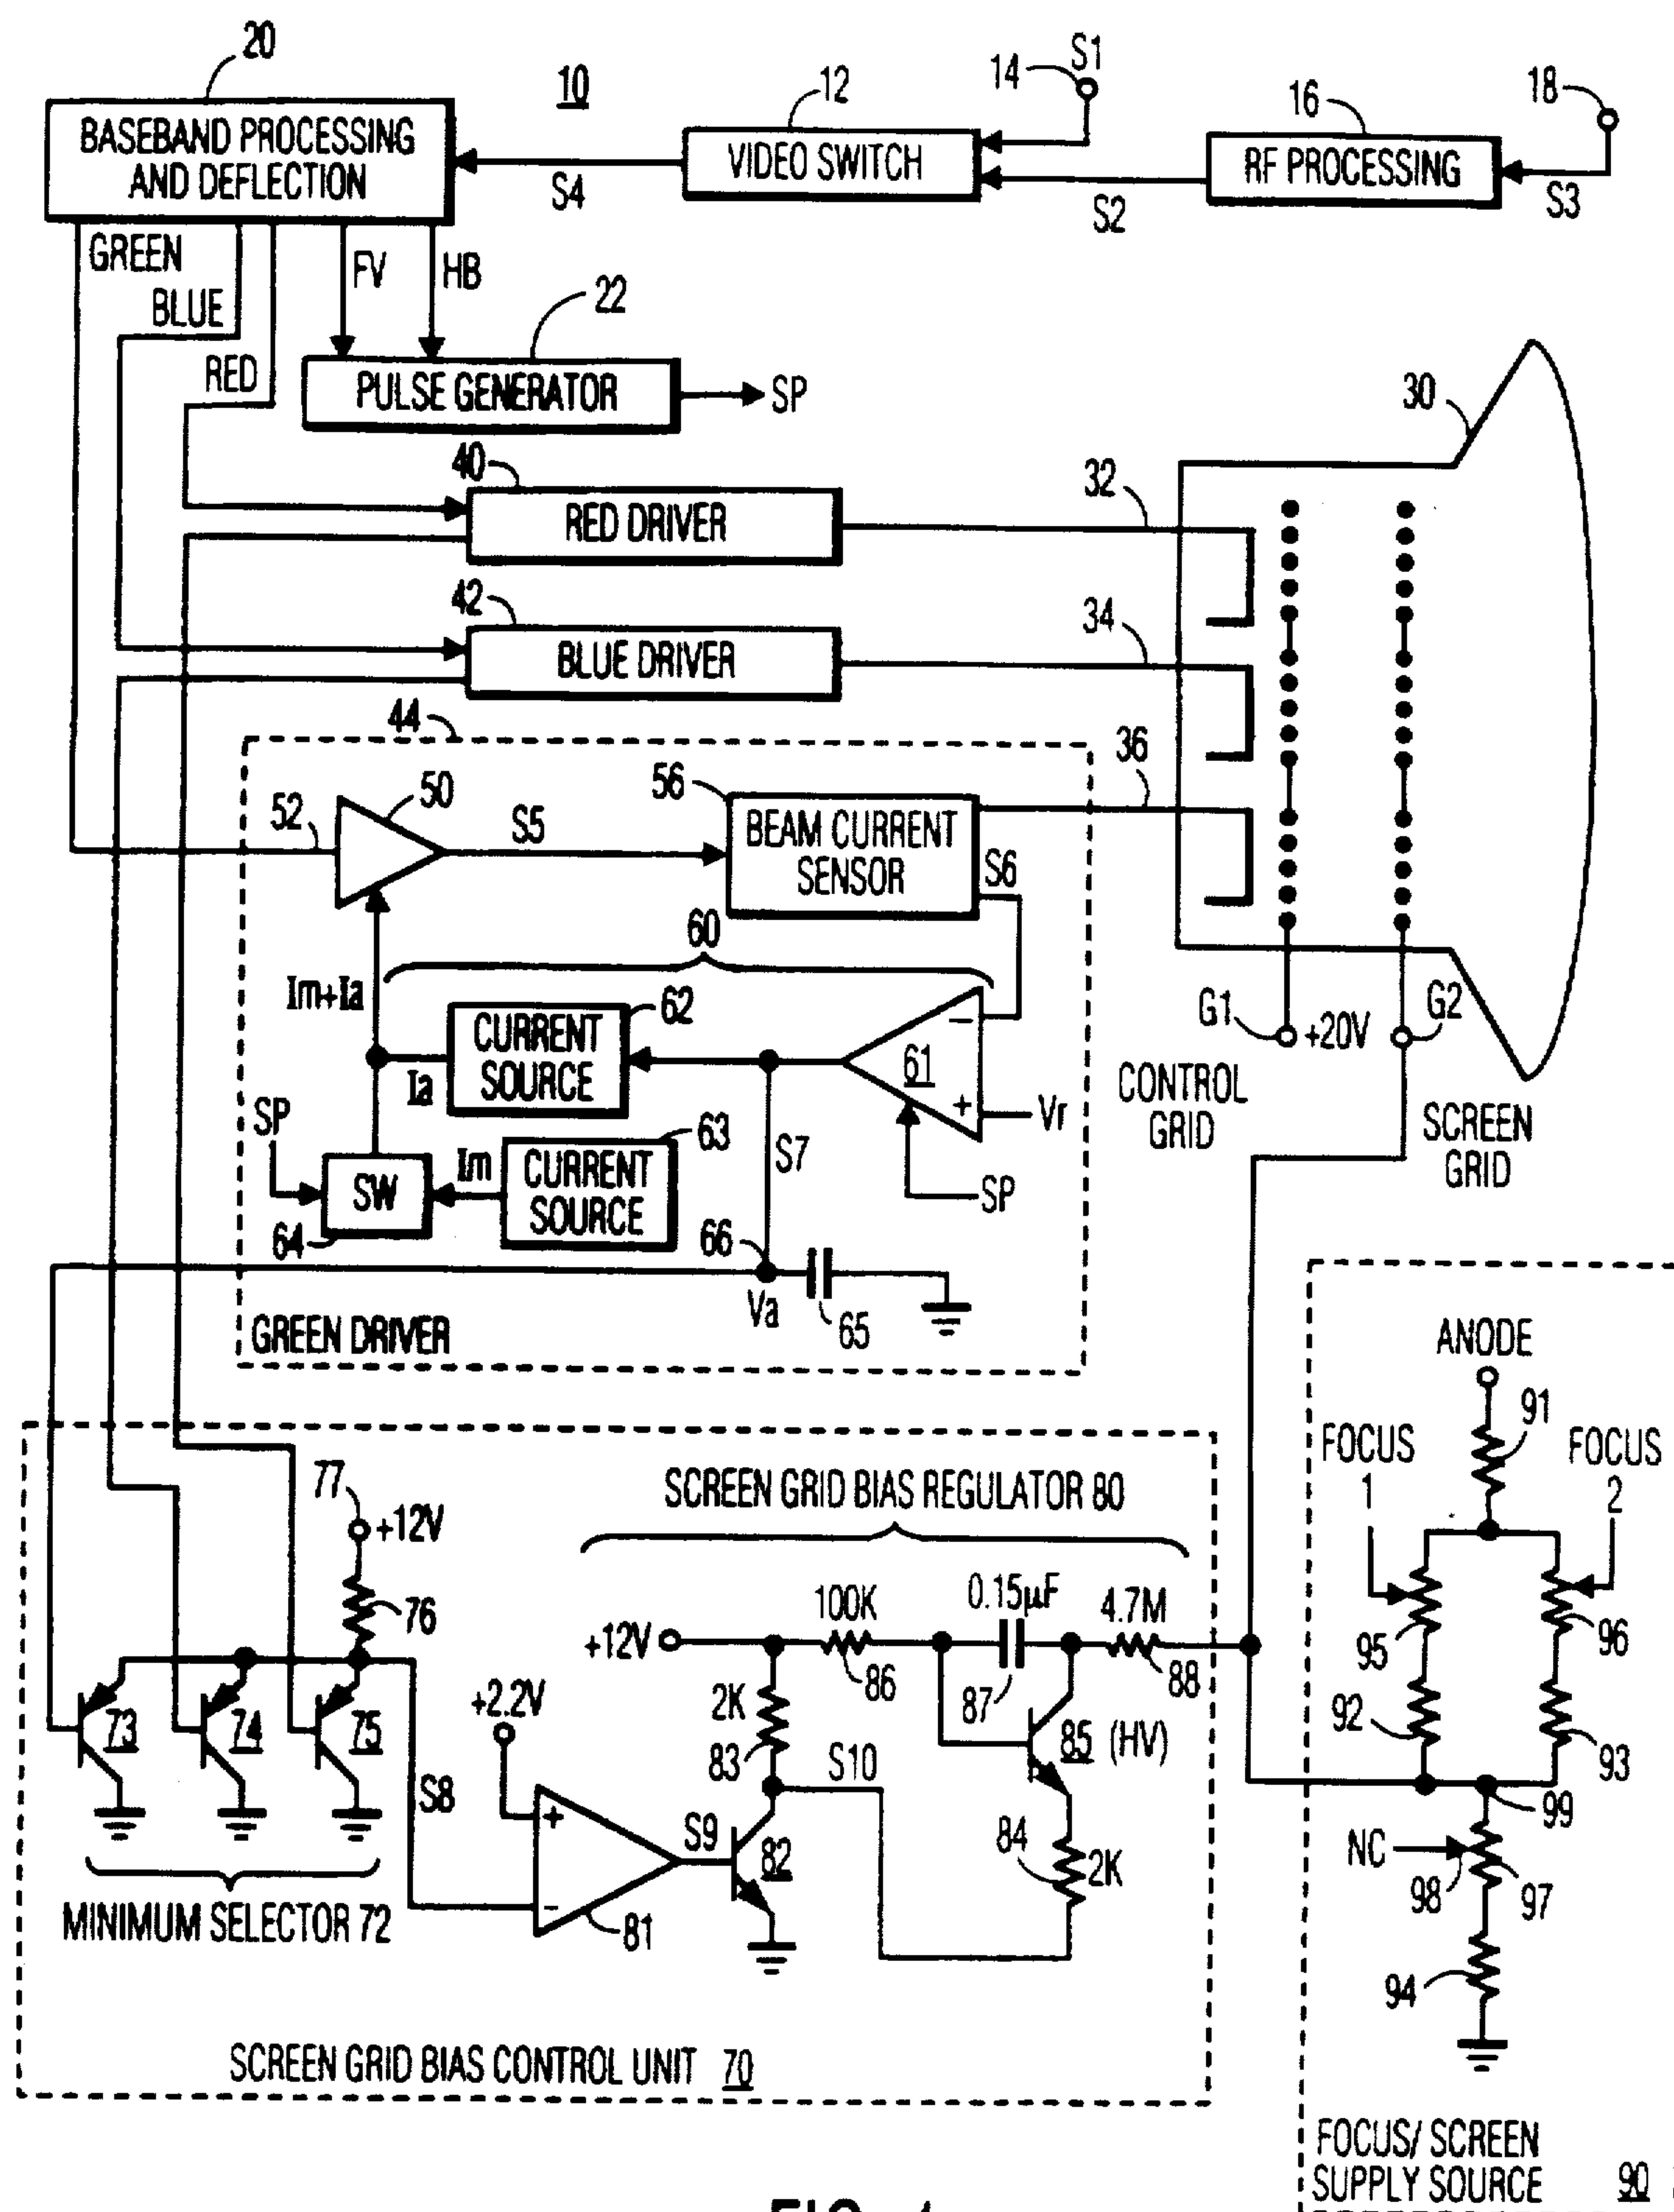 20
10
12
14
S1
16
18
BASEBAND PROCESSING
AND DEFLECTION
VIDEO SWITCH
RF PROCESSING
S4
S2
S3
GREEN
BLUE
RED
FV
HB
22
PULSE GENERATOR
SP
30
40
RED DRIVER
32
42
BLUE DRIVER
34
44
36
50
52
S5
56
BEAM CURRENT
SENSOR
S6
60
Im+Ia
62
CURRENT
SOURCE
Ia
61
−
+
Vr
SP
G1
+20V
G2
CONTROL
GRID
SCREEN
GRID
SP
SW
64
Im
63
CURRENT
SOURCE
S7
66
Va
65
GREEN DRIVER
ANODE
91
FOCUS
1
FOCUS
2
95
96
92
93
99
NC
98
97
94
FOCUS/ SCREEN
SUPPLY SOURCE 90
77
+12V
76
73
74
75
S8
MINIMUM SELECTOR 72
SCREEN GRID BIAS REGULATOR 80
+12V
100K
86
0.15µF
87
4.7M
88
2K
83
S10
85 (HV)
+2.2V
+
-
81
S9
82
84
2K
SCREEN GRID BIAS CONTROL UNIT 70